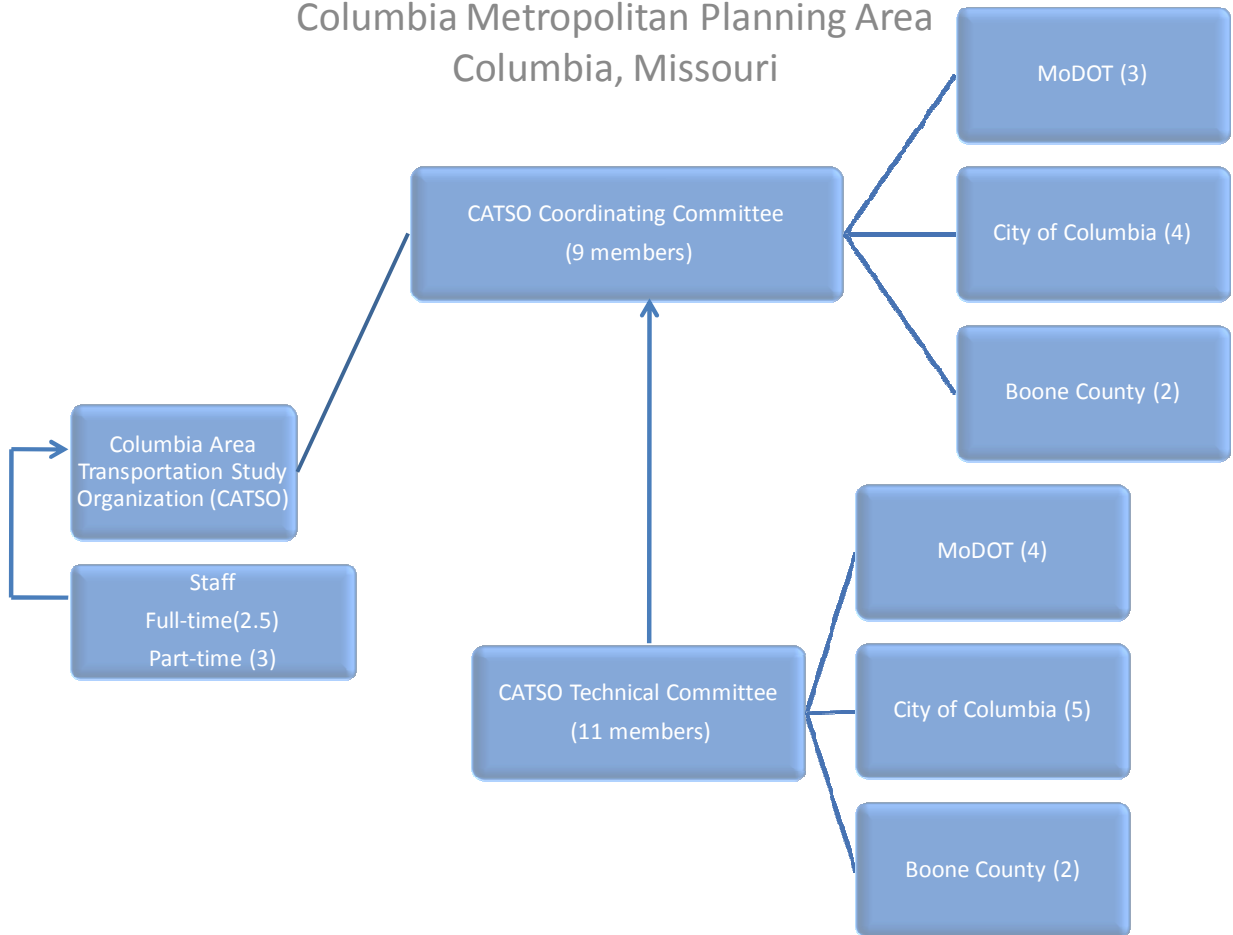 Columbia Metropolitan Planning Area
Columbia, Missouri
MoDOT (3)
CATSO Coordinating Committee
(9 members)
City of Columbia (4)
Boone County (2)
Columbia Area
Transportation Study
Organization (CATSO)
Staff
Full-time(2.5)
Part-time (3)
MoDOT (4)
CATSO Technical Committee
(11 members)
City of Columbia (5)
Boone County (2)